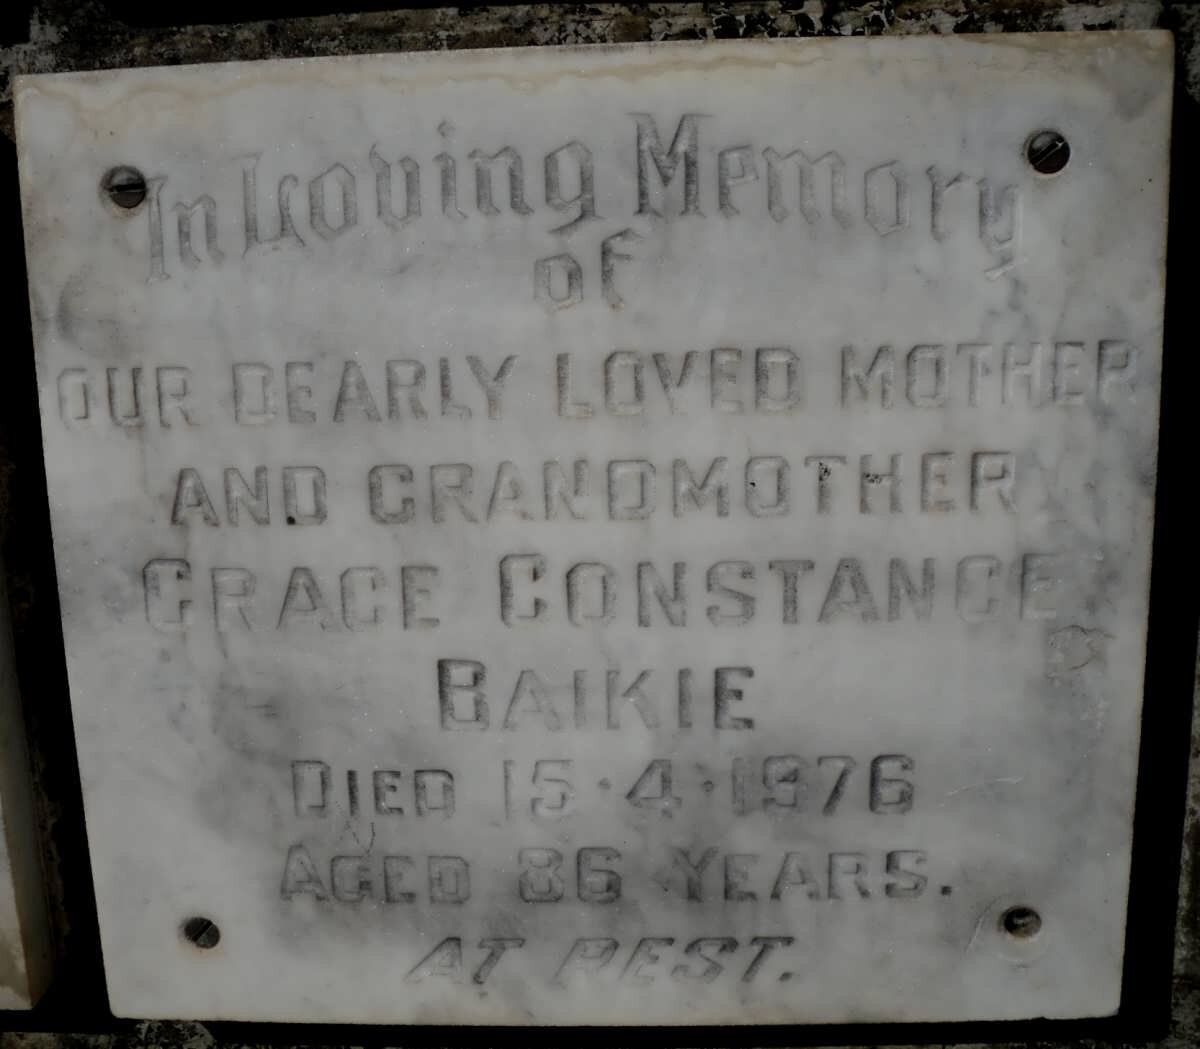 In Loving Memory
of
OUR DEARLY LOVED MOTHER
AND GRANDMOTHER
GRACE CONSTANCE
BAIKIE
DIED 15·4·1976
AGED 86 YEARS.
AT REST.